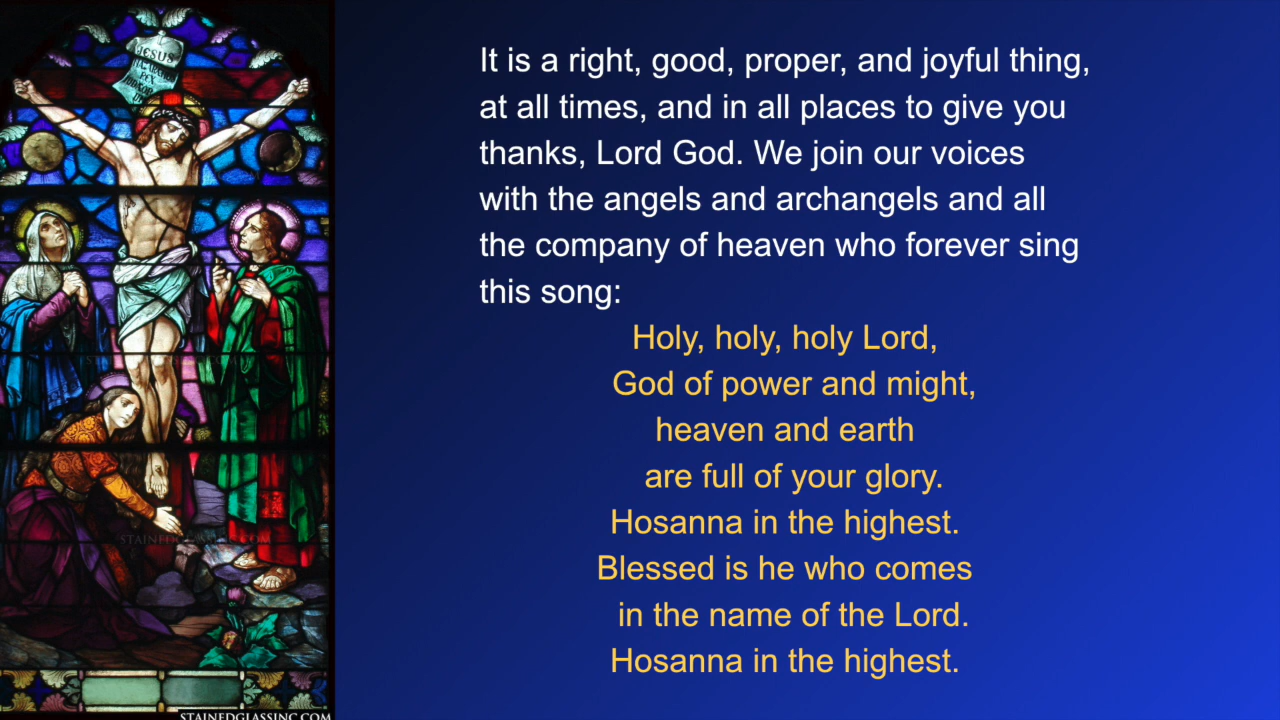 It is a right, good, proper, and joyful thing,
at all times, and in all places to give you
thanks, Lord God. We join our voices
with the angels and archangels and all
the company of heaven who forever sing
this song:
Holy, holy, holy Lord,
God of power and might,
heaven and earth
are full of your glory.
Hosanna in the highest.
Blessed is he who comes
in the name of the Lord.
Hosanna in the highest.
JESUS
STAINEDGLASSINC.COM
STAINEDGLASSINC.COM